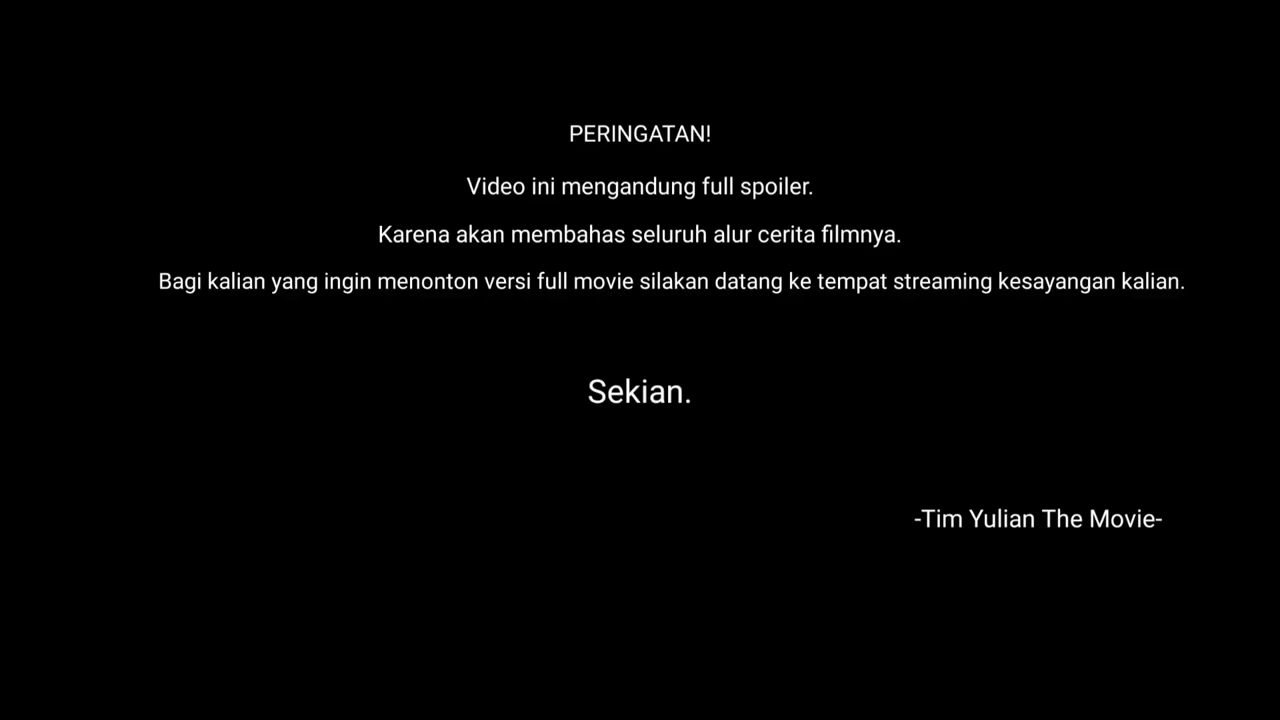 PERINGATAN!
Video ini mengandung full spoiler.
Karena akan membahas seluruh alur cerita filmnya.
Bagi kalian yang ingin menonton versi full movie silakan datang ke tempat streaming kesayangan kalian.
Sekian.
-Tim Yulian The Movie-